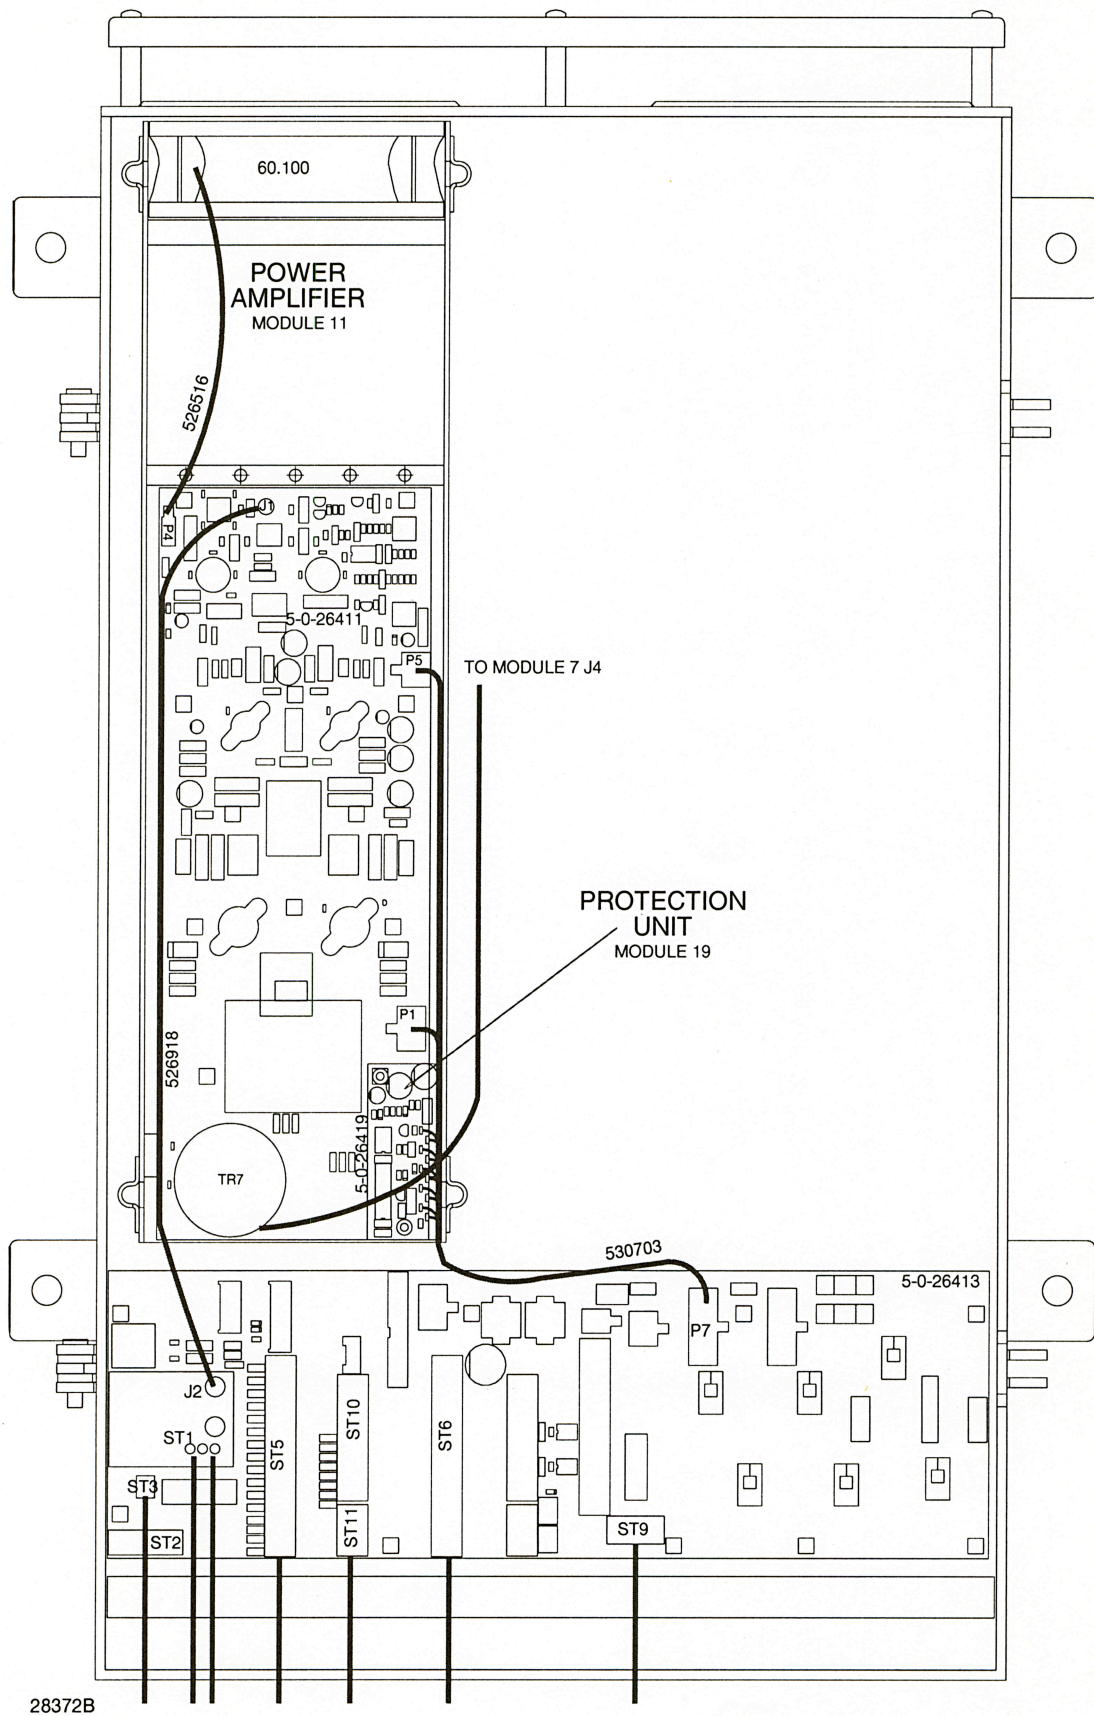 60.100
POWER
AMPLIFIER
MODULE 11
526516
J1
P4
5-0-26411
P5
TO MODULE 7 J4
PROTECTION
UNIT
MODULE 19
P1
526918
5-0-26419
TR7
530703
5-0-26413
P7
J2
ST1
ST5
ST10
ST6
ST3
ST11
ST9
ST2
28372B